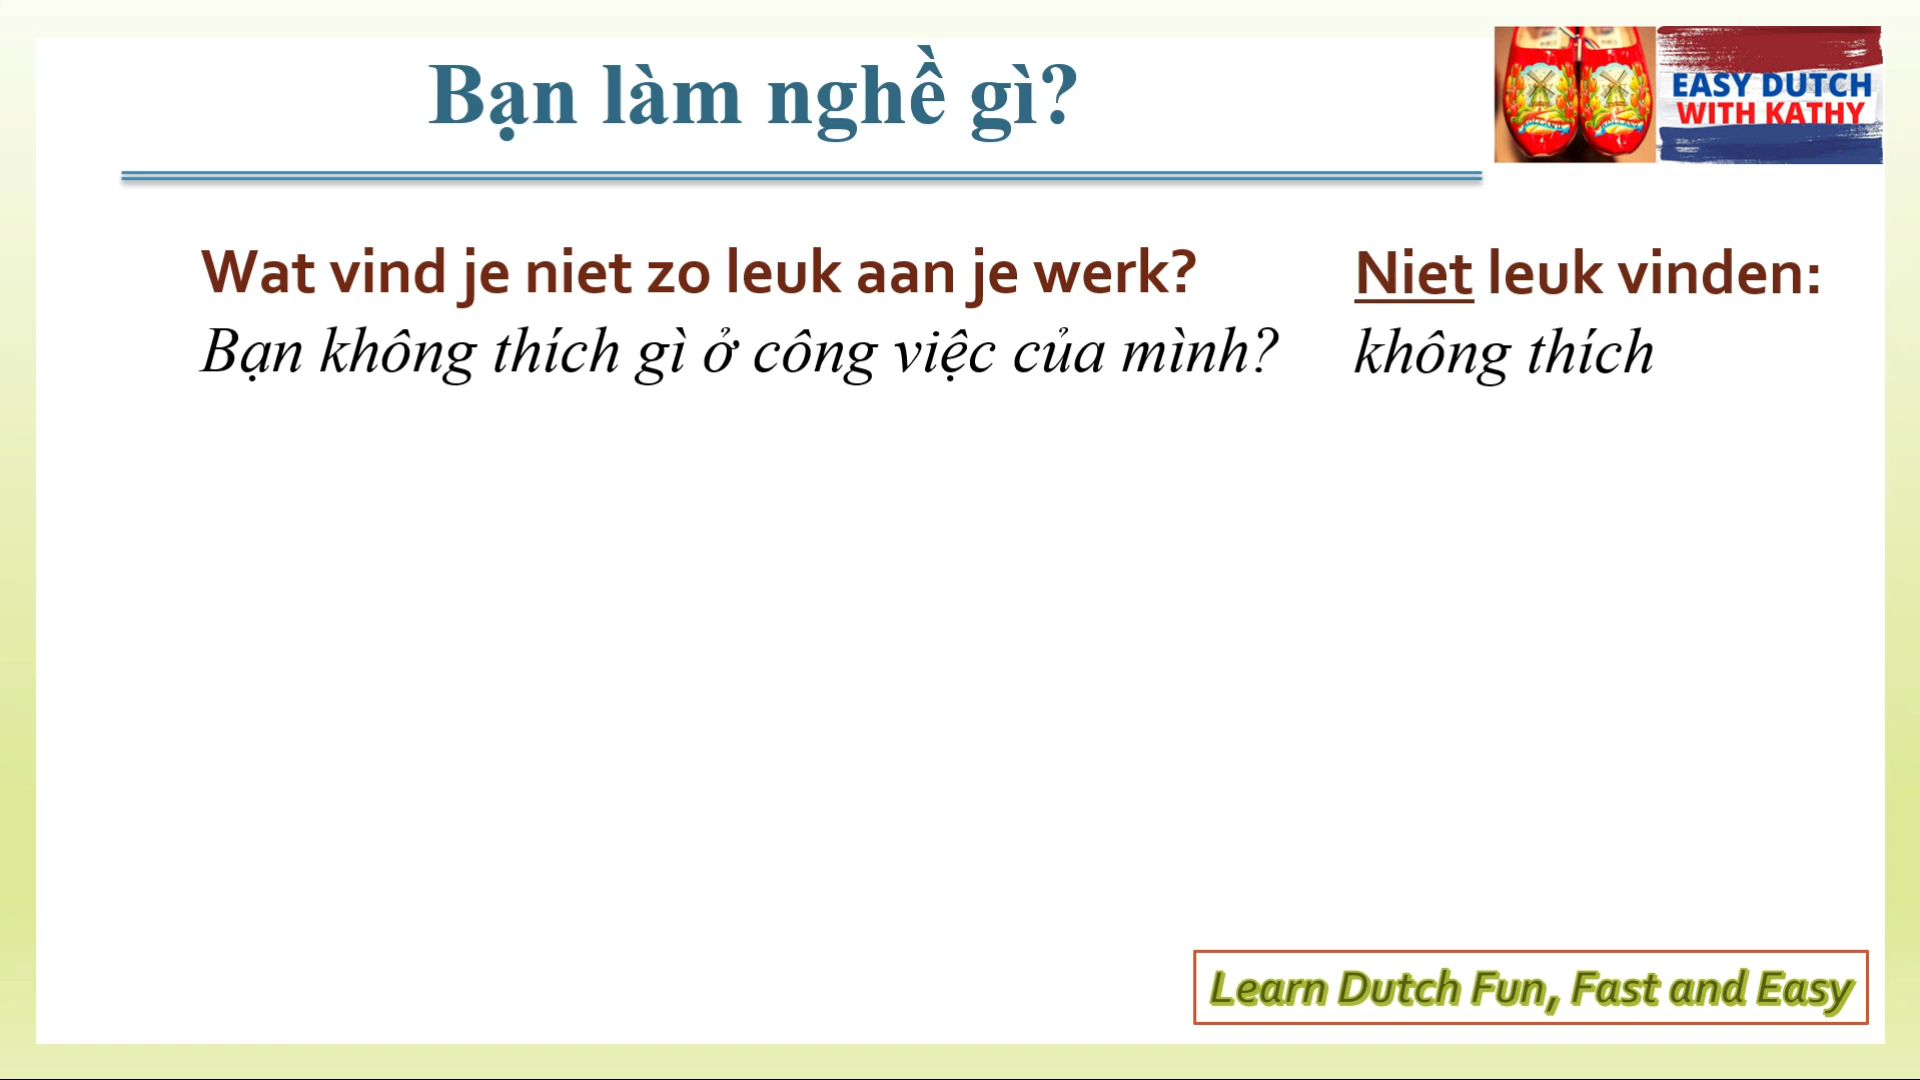 Bạn làm nghề gì?
EASY DUTCH
WITH KATHY
Wat vind je niet zo leuk aan je werk?
Bạn không thích gì ở công việc của mình?
Niet leuk vinden:
không thích
Learn Dutch Fun, Fast and Easy